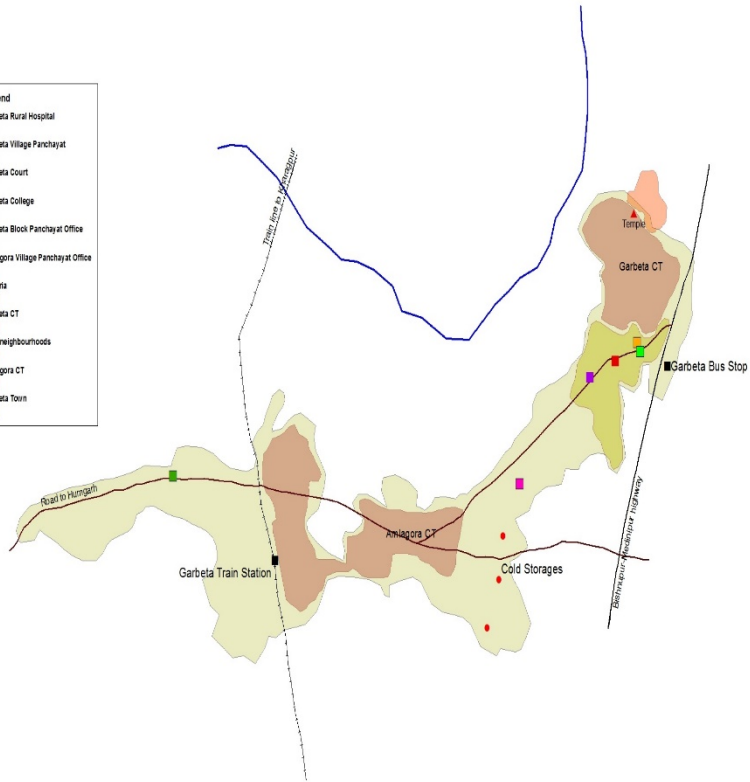 end
eta Rural Hospital
eta Village Panchayat
eta Court
eta College
eta Block Panchayat Office
gora Village Panchayat Office
ria
eta CT
neighbourhoods
gora CT
eta Town
Train line to Kharagpur
Temple
Garbeta CT
Garbeta Bus Stop
Road to Humgarh
Amlagora CT
Garbeta Train Station
Cold Storages
Bishnupur-Medinipur highway